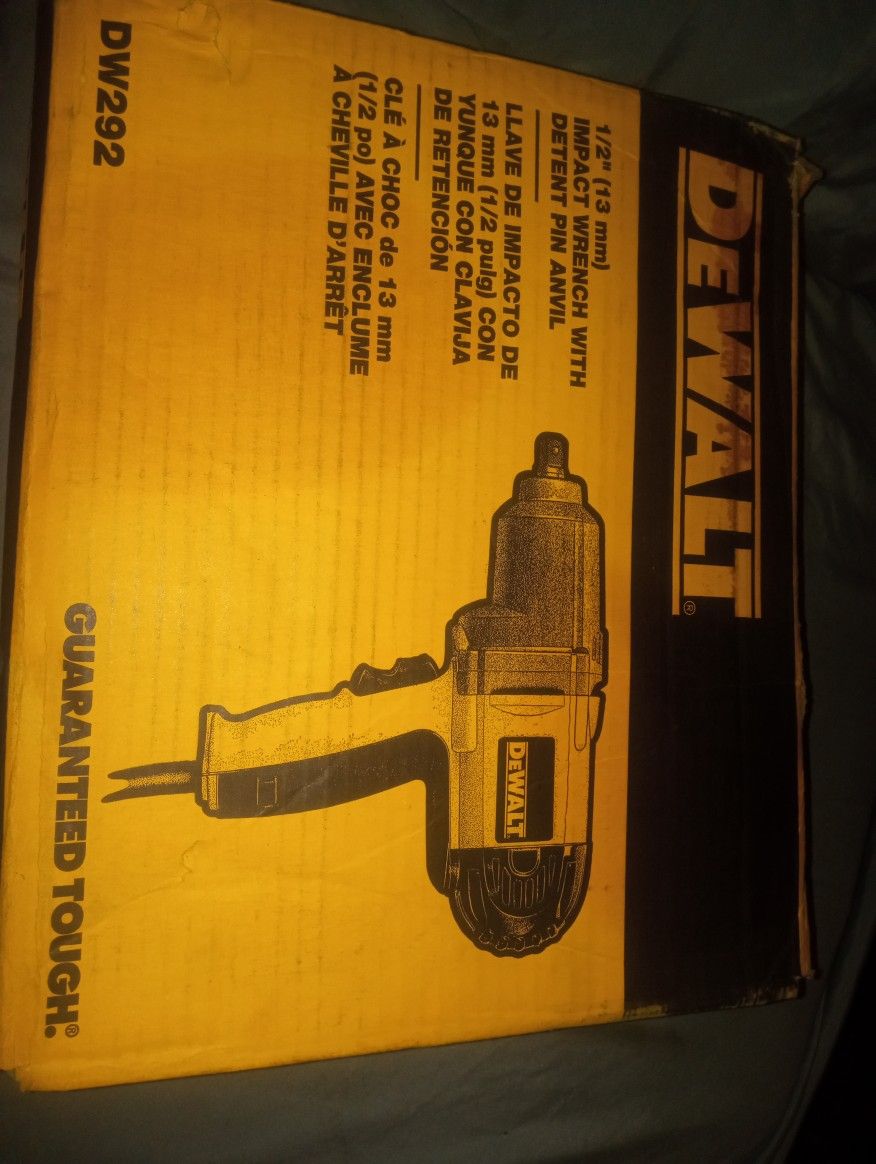 DEWALT®
1/2" (13 mm)
IMPACT WRENCH WITH
DETENT PIN ANVIL
LLAVE DE IMPACTO DE
13 mm (1/2 pulg) CON
YUNQUE CON CLAVIJA
DE RETENCIÓN
CLÉ À CHOC de 13 mm
(1/2 po) AVEC ENCLUME
À CHEVILLE D'ARRÊT
DW292
DEWALT
GUARANTEED TOUGH.®